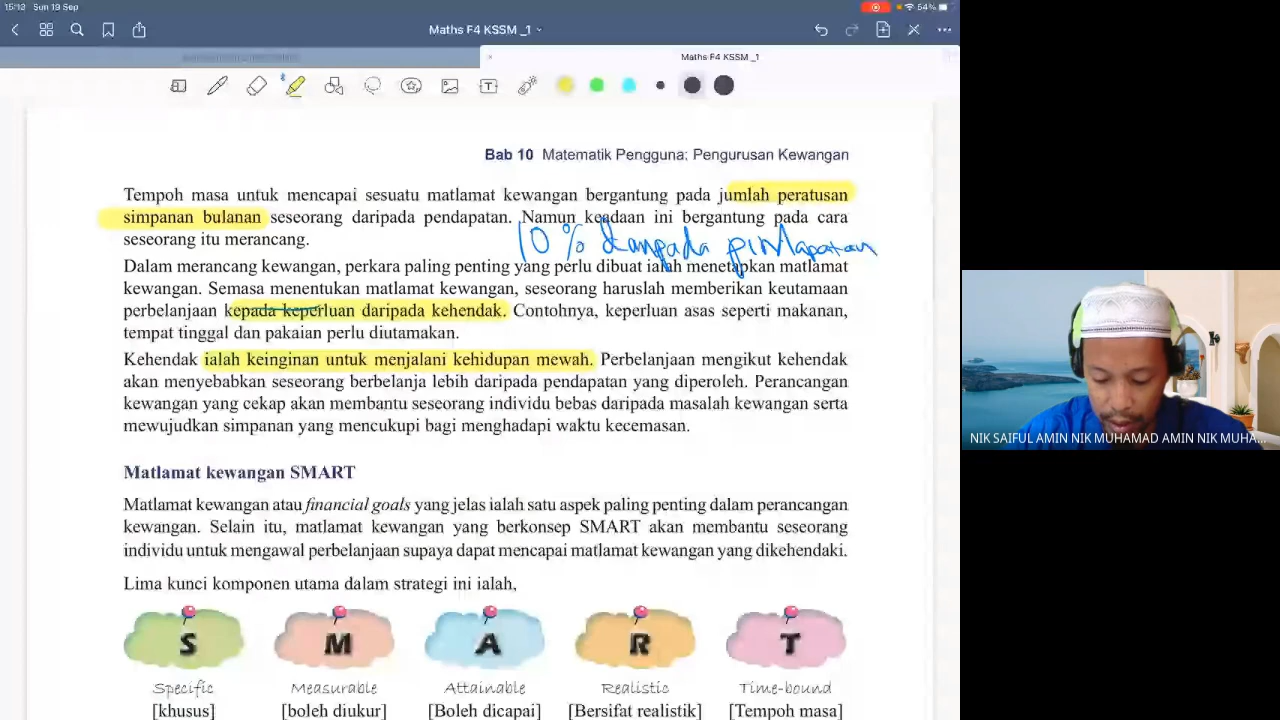 15:13 Sun 19 Sep
54%
Maths F4 KSSM _1
Maths F4 KSSM _1
Bab 10 Matematik Pengguna: Pengurusan Kewangan
Tempoh masa untuk mencapai sesuatu matlamat kewangan bergantung pada jumlah peratusan
simpanan bulanan seseorang daripada pendapatan. Namun keadaan ini bergantung pada cara
seseorang itu merancang.
10% daripada pendapatan
Dalam merancang kewangan, perkara paling penting yang perlu dibuat ialah menetapkan matlamat
kewangan. Semasa menentukan matlamat kewangan, seseorang haruslah memberikan keutamaan
perbelanjaan kepada keperluan daripada kehendak. Contohnya, keperluan asas seperti makanan,
tempat tinggal dan pakaian perlu diutamakan.
Kehendak ialah keinginan untuk menjalani kehidupan mewah. Perbelanjaan mengikut kehendak
akan menyebabkan seseorang berbelanja lebih daripada pendapatan yang diperoleh. Perancangan
kewangan yang cekap akan membantu seseorang individu bebas daripada masalah kewangan serta
mewujudkan simpanan yang mencukupi bagi menghadapi waktu kecemasan.
Matlamat kewangan SMART
Matlamat kewangan atau financial goals yang jelas ialah satu aspek paling penting dalam perancangan
kewangan. Selain itu, matlamat kewangan yang berkonsep SMART akan membantu seseorang
individu untuk mengawal perbelanjaan supaya dapat mencapai matlamat kewangan yang dikehendaki.
Lima kunci komponen utama dalam strategi ini ialah,
S M A R T
Specific Measurable Attainable Realistic Time-bound
[khusus] [boleh diukur] [Boleh dicapai] [Bersifat realistik] [Tempoh masa]
NIK SAIFUL AMIN NIK MUHAMAD AMIN NIK MUHA...